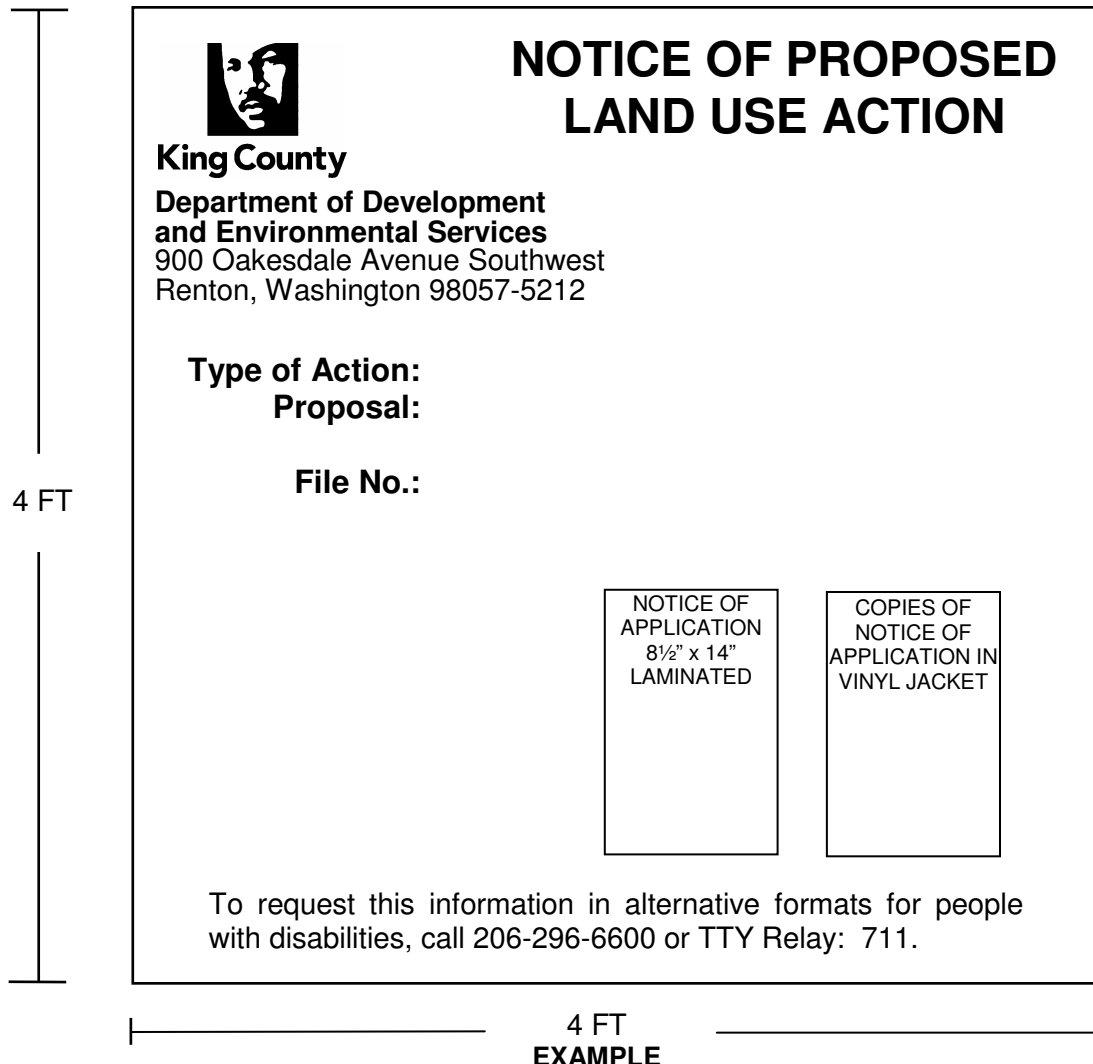 NOTICE OF PROPOSED
LAND USE ACTION
King County
Department of Development
and Environmental Services
900 Oakesdale Avenue Southwest
Renton, Washington 98057-5212
Type of Action:
Proposal:
File No.:
4 FT
NOTICE OF
APPLICATION
8½” x 14”
LAMINATED
COPIES OF
NOTICE OF
APPLICATION IN
VINYL JACKET
To request this information in alternative formats for people
with disabilities, call 206-296-6600 or TTY Relay: 711.
4 FT
EXAMPLE